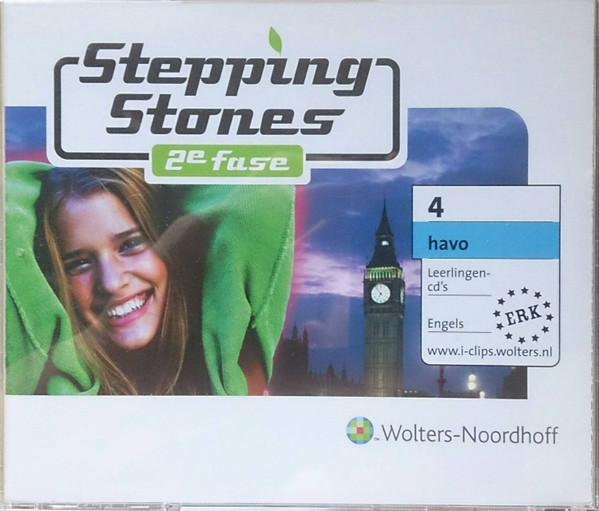 Stepping
Stones
2e fase
4
havo
Leerlingen-
cd's
Engels
ERK
www.i-clips.wolters.nl
Wolters-Noordhoff